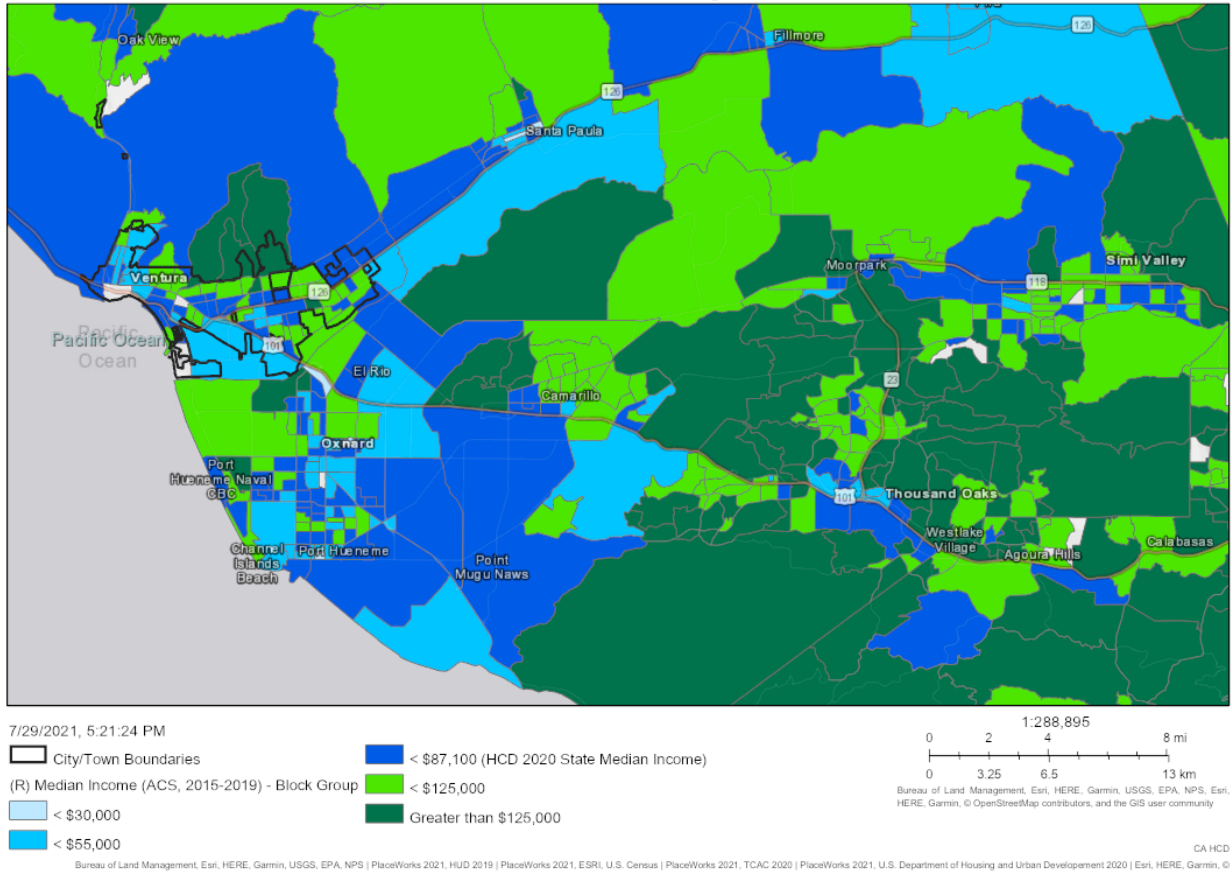 126
Oak View
Fillmore
126
Santa Paula
Moorpark
Simi Valley
118
Ventura
126
Pacific Ocean
Pacific
Ocean
101
El Rio
23
Camarillo
Oxnard
Port
Hueneme Naval
CBC
101
Thousand Oaks
Westlake
Village
Agoura Hills
Calabasas
Channel
Islands
Beach
Port Hueneme
Point
Mugu Naws
7/29/2021, 5:21:24 PM
City/Town Boundaries
(R) Median Income (ACS, 2015-2019) - Block Group
< $30,000
< $55,000
< $87,100 (HCD 2020 State Median Income)
< $125,000
Greater than $125,000
1:288,895
0 2 4 8 mi
0 3.25 6.5 13 km
Bureau of Land Management, Esri, HERE, Garmin, USGS, EPA, NPS, Esri,
HERE, Garmin, © OpenStreetMap contributors, and the GIS user community
CA HCD
Bureau of Land Management, Esri, HERE, Garmin, USGS, EPA, NPS | PlaceWorks 2021, HUD 2019 | PlaceWorks 2021, ESRI, U.S. Census | PlaceWorks 2021, TCAC 2020 | PlaceWorks 2021, U.S. Department of Housing and Urban Developement 2020 | Esri, HERE, Garmin, ©